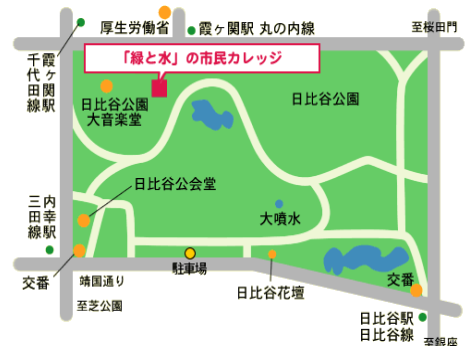 厚生労働省
霞ヶ関駅 丸の内線
至桜田門
霞ヶ関駅
千代田線
「緑と水」の市民カレッジ
日比谷公園
大音楽堂
日比谷公園
日比谷公会堂
内幸駅
三田線
大噴水
交番
靖国通り
至芝公園
駐車場
日比谷花壇
交番
日比谷駅
日比谷線
至銀座